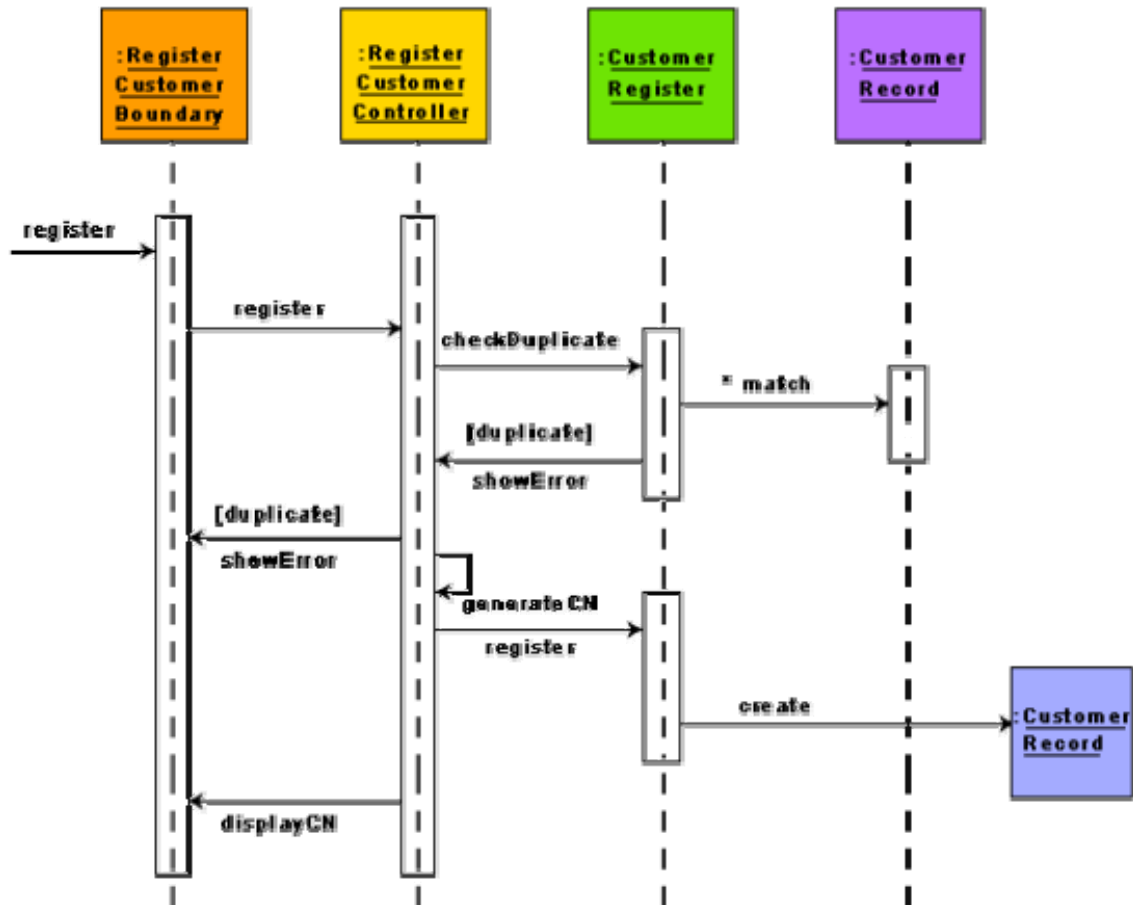 :Register
Customer
Boundary
:Register
Customer
Controller
:Customer
Register
:Customer
Record
register
register
checkDuplicate
* match
[duplicate]
showError
[duplicate]
showError
generateCN
register
create
:Customer
Record
displayCN